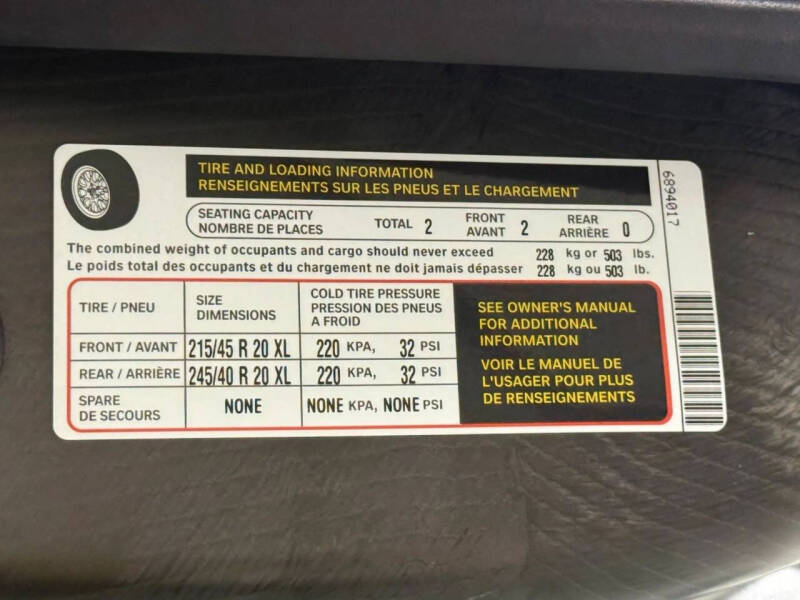 TIRE AND LOADING INFORMATION
RENSEIGNEMENTS SUR LES PNEUS ET LE CHARGEMENT
6894017
SEATING CAPACITY
NOMBRE DE PLACES
TOTAL 2
FRONT
AVANT 2
REAR
ARRIÈRE 0
The combined weight of occupants and cargo should never exceed 228 kg or 503 lbs.
Le poids total des occupants et du chargement ne doit jamais dépasser 228 kg ou 503 lb.
TIRE / PNEU
SIZE
DIMENSIONS
COLD TIRE PRESSURE
PRESSION DES PNEUS
A FROID
FRONT / AVANT 215/45 R 20 XL 220 KPA, 32 PSI
REAR / ARRIÈRE 245/40 R 20 XL 220 KPA, 32 PSI
SPARE
DE SECOURS
NONE
NONE KPA, NONE PSI
SEE OWNER'S MANUAL
FOR ADDITIONAL
INFORMATION
VOIR LE MANUEL DE
L'USAGER POUR PLUS
DE RENSEIGNEMENTS